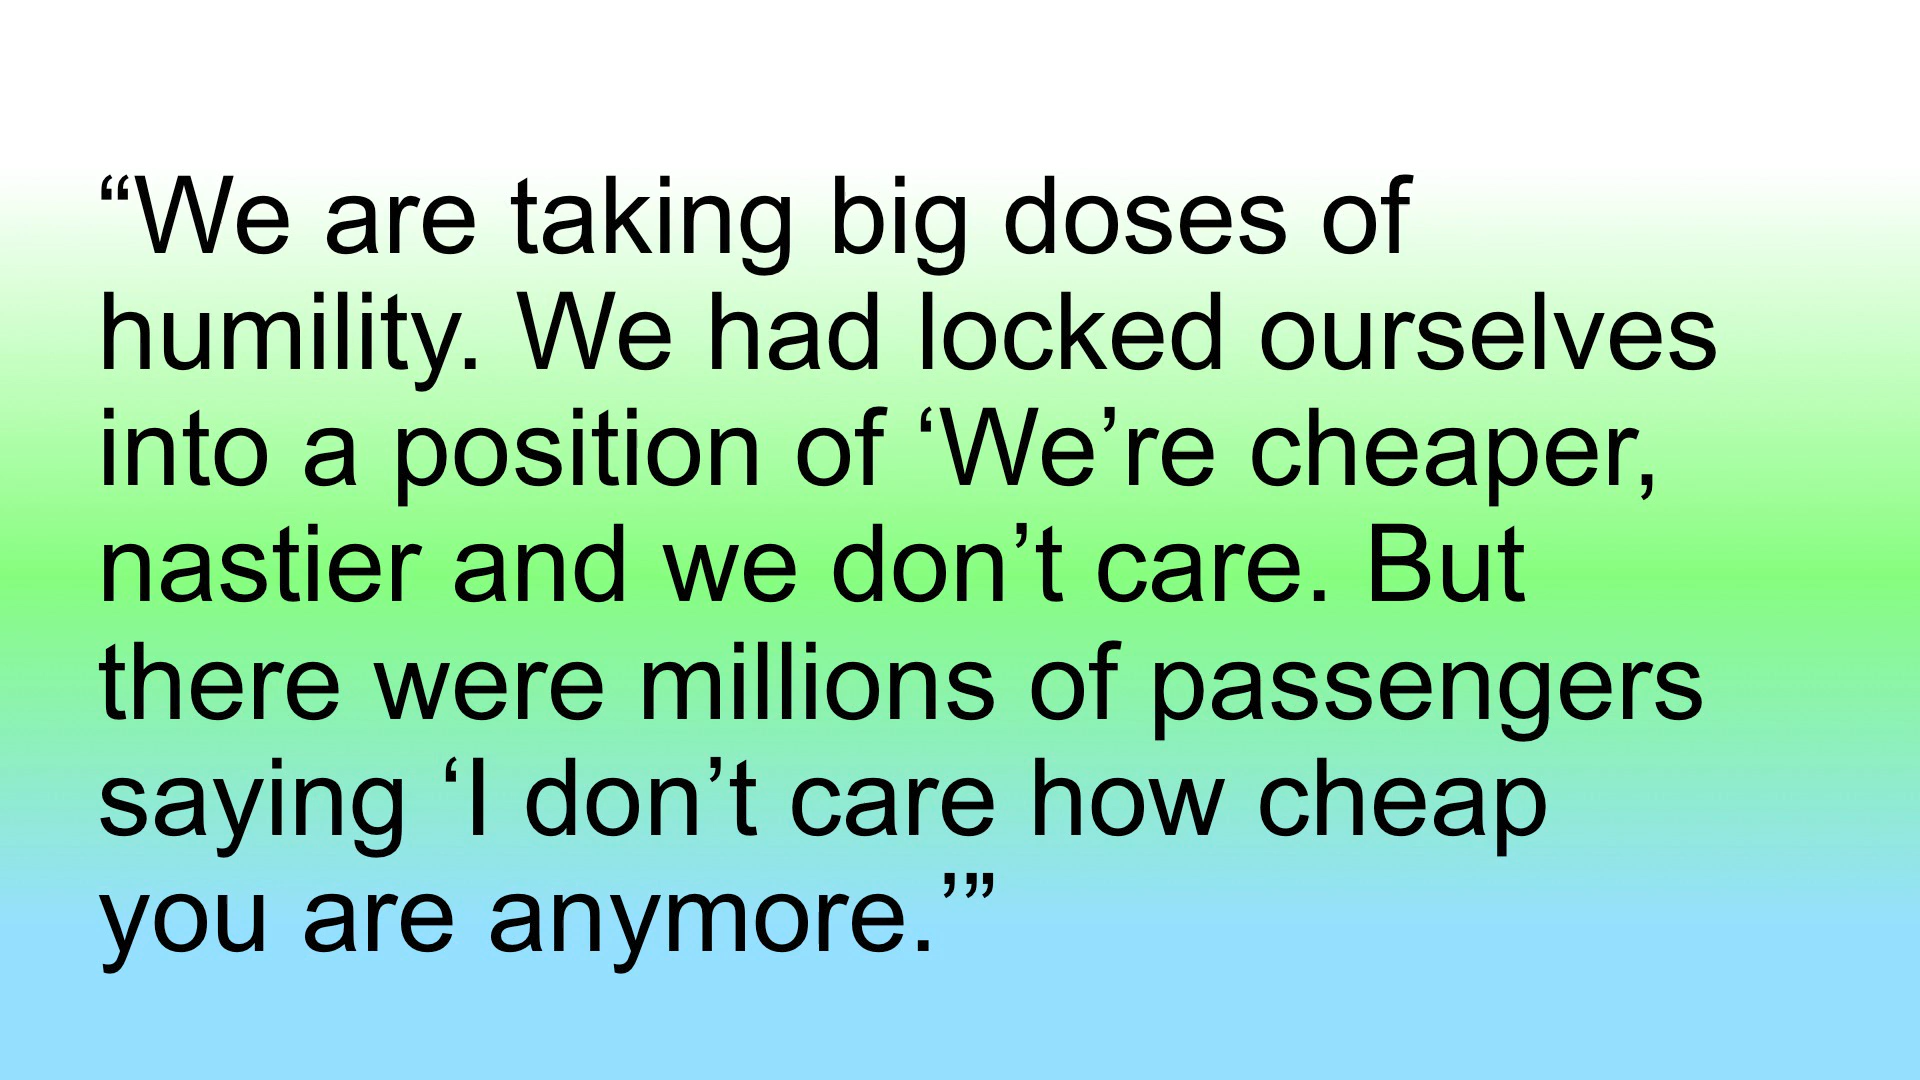 “We are taking big doses of
humility. We had locked ourselves
into a position of ‘We’re cheaper,
nastier and we don’t care. But
there were millions of passengers
saying ‘I don’t care how cheap
you are anymore.’”